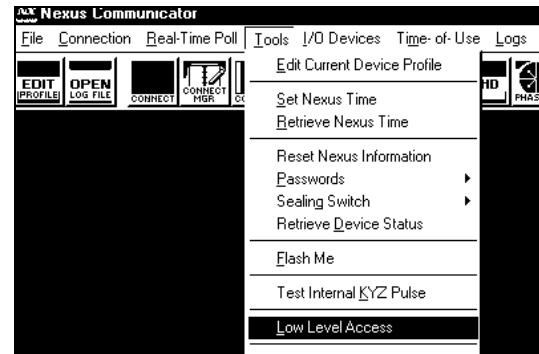 Nexus Communicator
File Connection Real-Time Poll Tools I/O Devices Time- of- Use Logs
EDIT PROFILE OPEN LOG FILE CONNECT CONNECT MGR HD PHAS
Edit Current Device Profile
Set Nexus Time
Retrieve Nexus Time
Reset Nexus Information
Passwords
Sealing Switch
Retrieve Device Status
Flash Me
Test Internal KYZ Pulse
Low Level Access